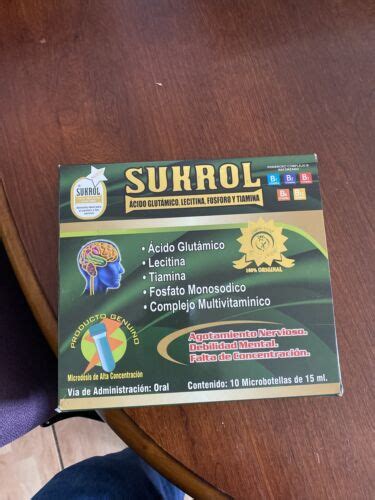 SUKROL
SUKROL
ÁCIDO GLUTÁMICO, LECITINA, FOSFORO Y TIAMINA
• Ácido Glutámico
• Lecitina
• Tiamina
• Fosfato Monosodico
• Complejo Multivitaminico
100% ORIGINAL
PRODUCTO GENUINO
Microdosis de Alta Concentración
Agotamiento Nervioso.
Debilidad Mental.
Falta de Concentración.
Vía de Administración: Oral
Contenido: 10 Microbotellas de 15 ml.